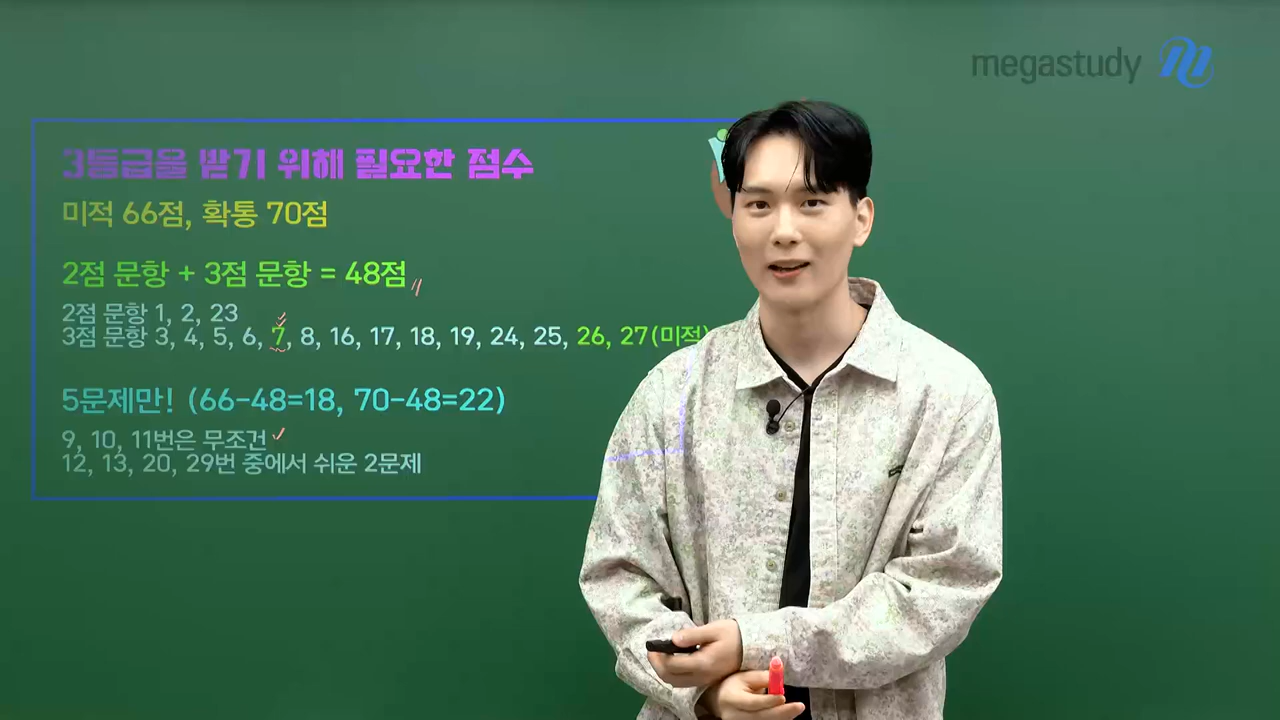 megastudy
3등급을 받기 위해 필요한 점수
미적 66점, 확통 70점
2점 문항 + 3점 문항 = 48점
2점 문항 1, 2, 23
3점 문항 3, 4, 5, 6, 7, 8, 16, 17, 18, 19, 24, 25, 26, 27(미적)
5문제만! (66-48=18, 70-48=22)
9, 10, 11번은 무조건
12, 13, 20, 29번 중에서 쉬운 2문제